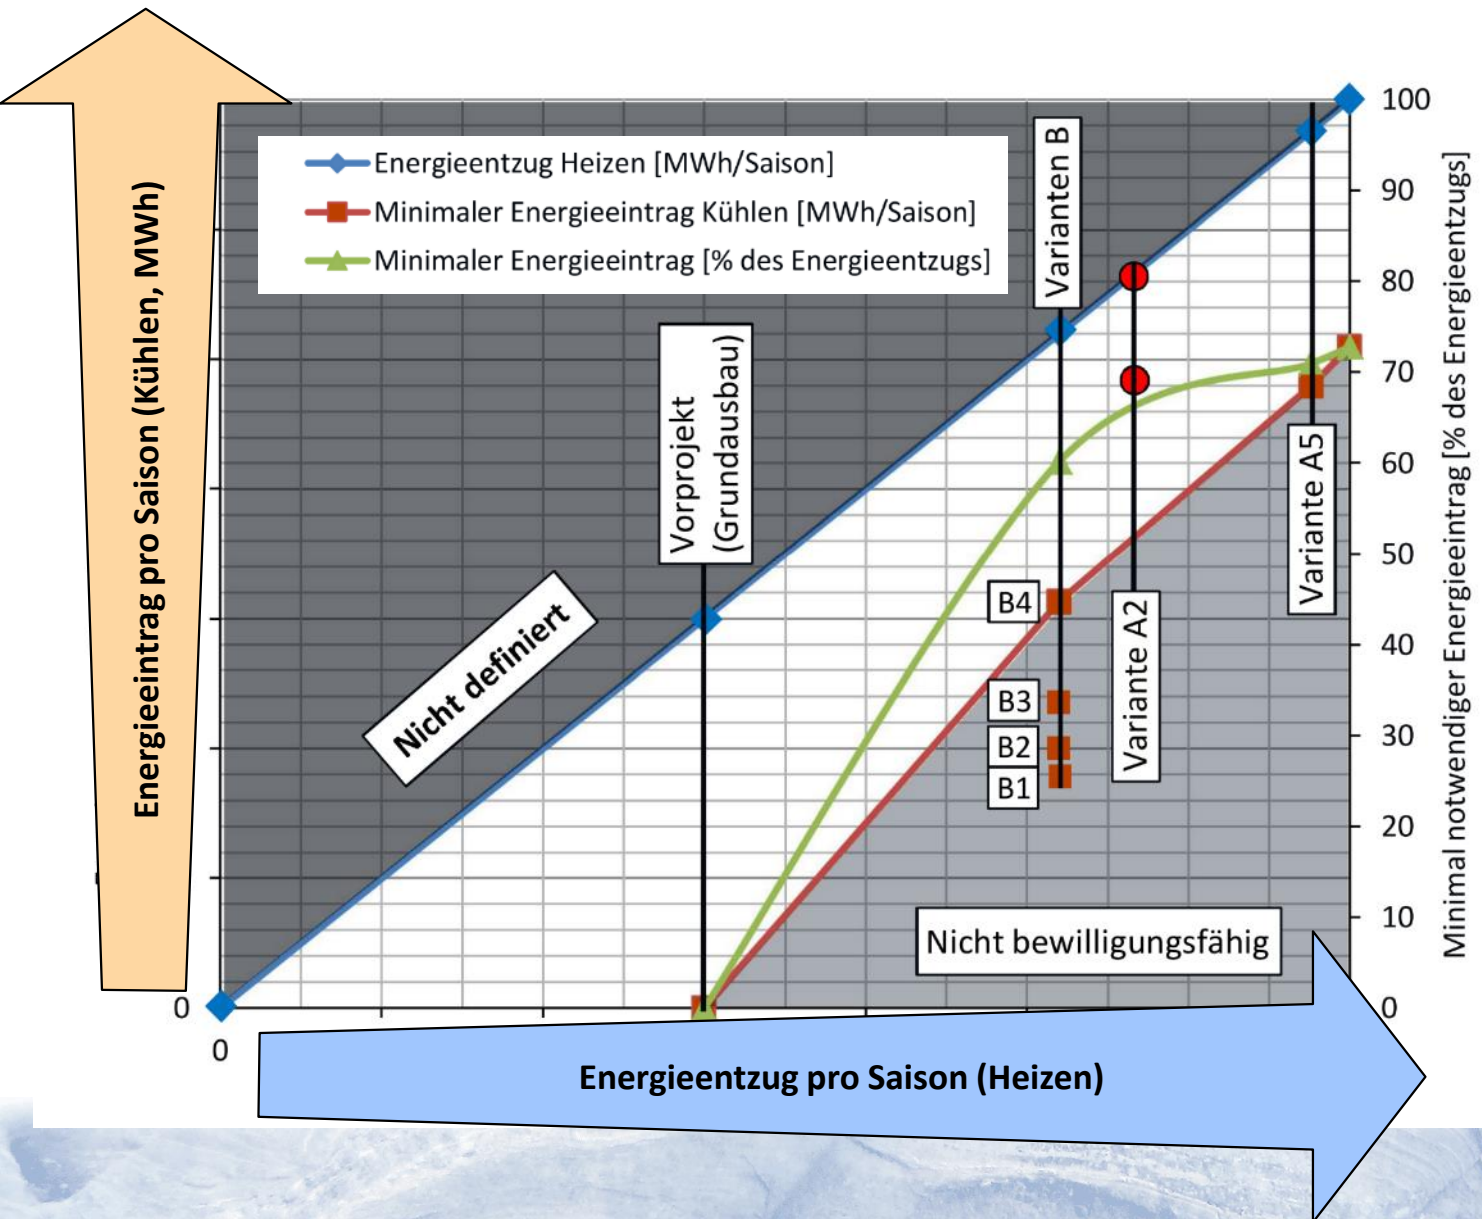 Energieeintrag pro Saison (Kühlen, MWh)
Energieentzug Heizen [MWh/Saison]
Minimaler Energieeintrag Kühlen [MWh/Saison]
Minimaler Energieeintrag [% des Energieentzugs]
Varianten B
Vorprojekt
(Grundausbau)
Nicht definiert
B4
B3
B2
B1
Variante A2
Variante A5
Nicht bewilligungsfähig
100
90
80
70
60
50
40
30
20
10
0
Minimal notwendiger Energieeintrag [% des Energieentzugs]
0
0
Energieentzug pro Saison (Heizen)